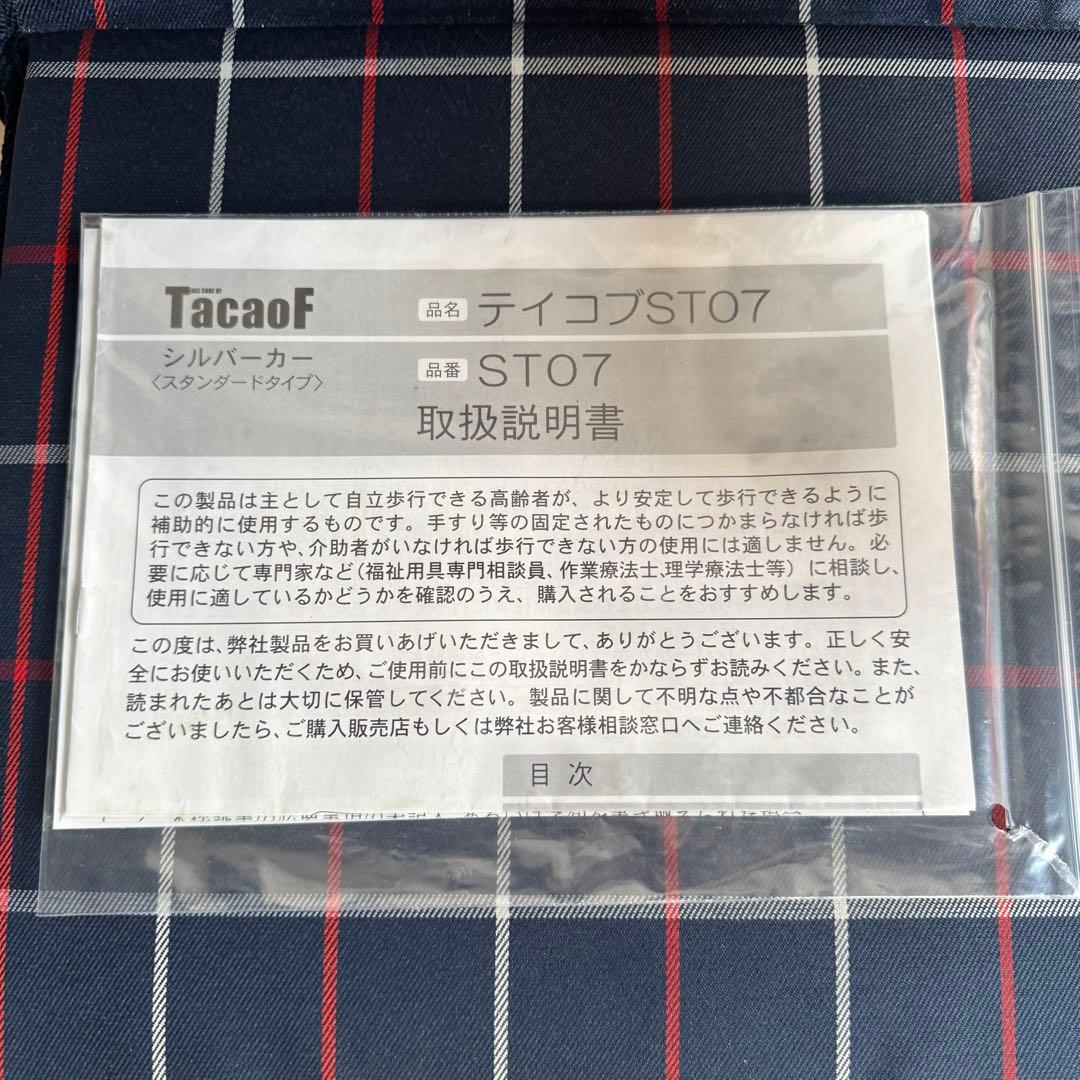 TAKE CARE OF
TacaoF
品名 テイコブST07
シルバーカー
〈スタンダードタイプ〉
品番 ST07
取扱説明書
この製品は主として自立歩行できる高齢者が、より安定して歩行できるように
補助的に使用するものです。手すり等の固定されたものにつかまらなければ歩
行できない方や、介助者がいなければ歩行できない方の使用には適しません。必
要に応じて専門家など(福祉用具専門相談員、作業療法士、理学療法士等)に相談し、
使用に適しているかどうかを確認のうえ、購入されることをおすすめします。
この度は、弊社製品をお買いあげいただきまして、ありがとうございます。正しく安
全にお使いいただくため、ご使用前にこの取扱説明書をかならずお読みください。また、
読まれたあとは大切に保管してください。製品に関して不明な点や不都合なことが
ございましたら、ご購入販売店もしくは弊社お客様相談窓口へご連絡ください。
目次